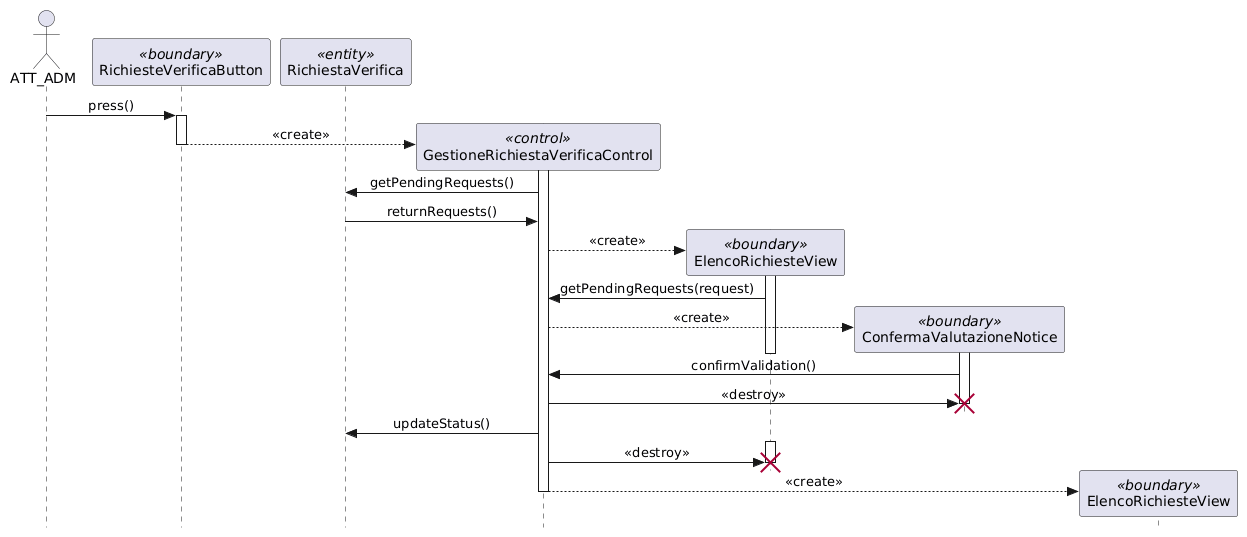 ATT_ADM
«boundary»
RichiesteVerificaButton
«entity»
RichiestaVerifica
press()
«create»
«control»
GestioneRichiestaVerificaControl
getPendingRequests()
returnRequests()
«create»
«boundary»
ElencoRichiesteView
getPendingRequests(request)
«create»
«boundary»
ConfermaValutazioneNotice
confirmValidation()
«destroy»
updateStatus()
«destroy»
«create»
«boundary»
ElencoRichiesteView